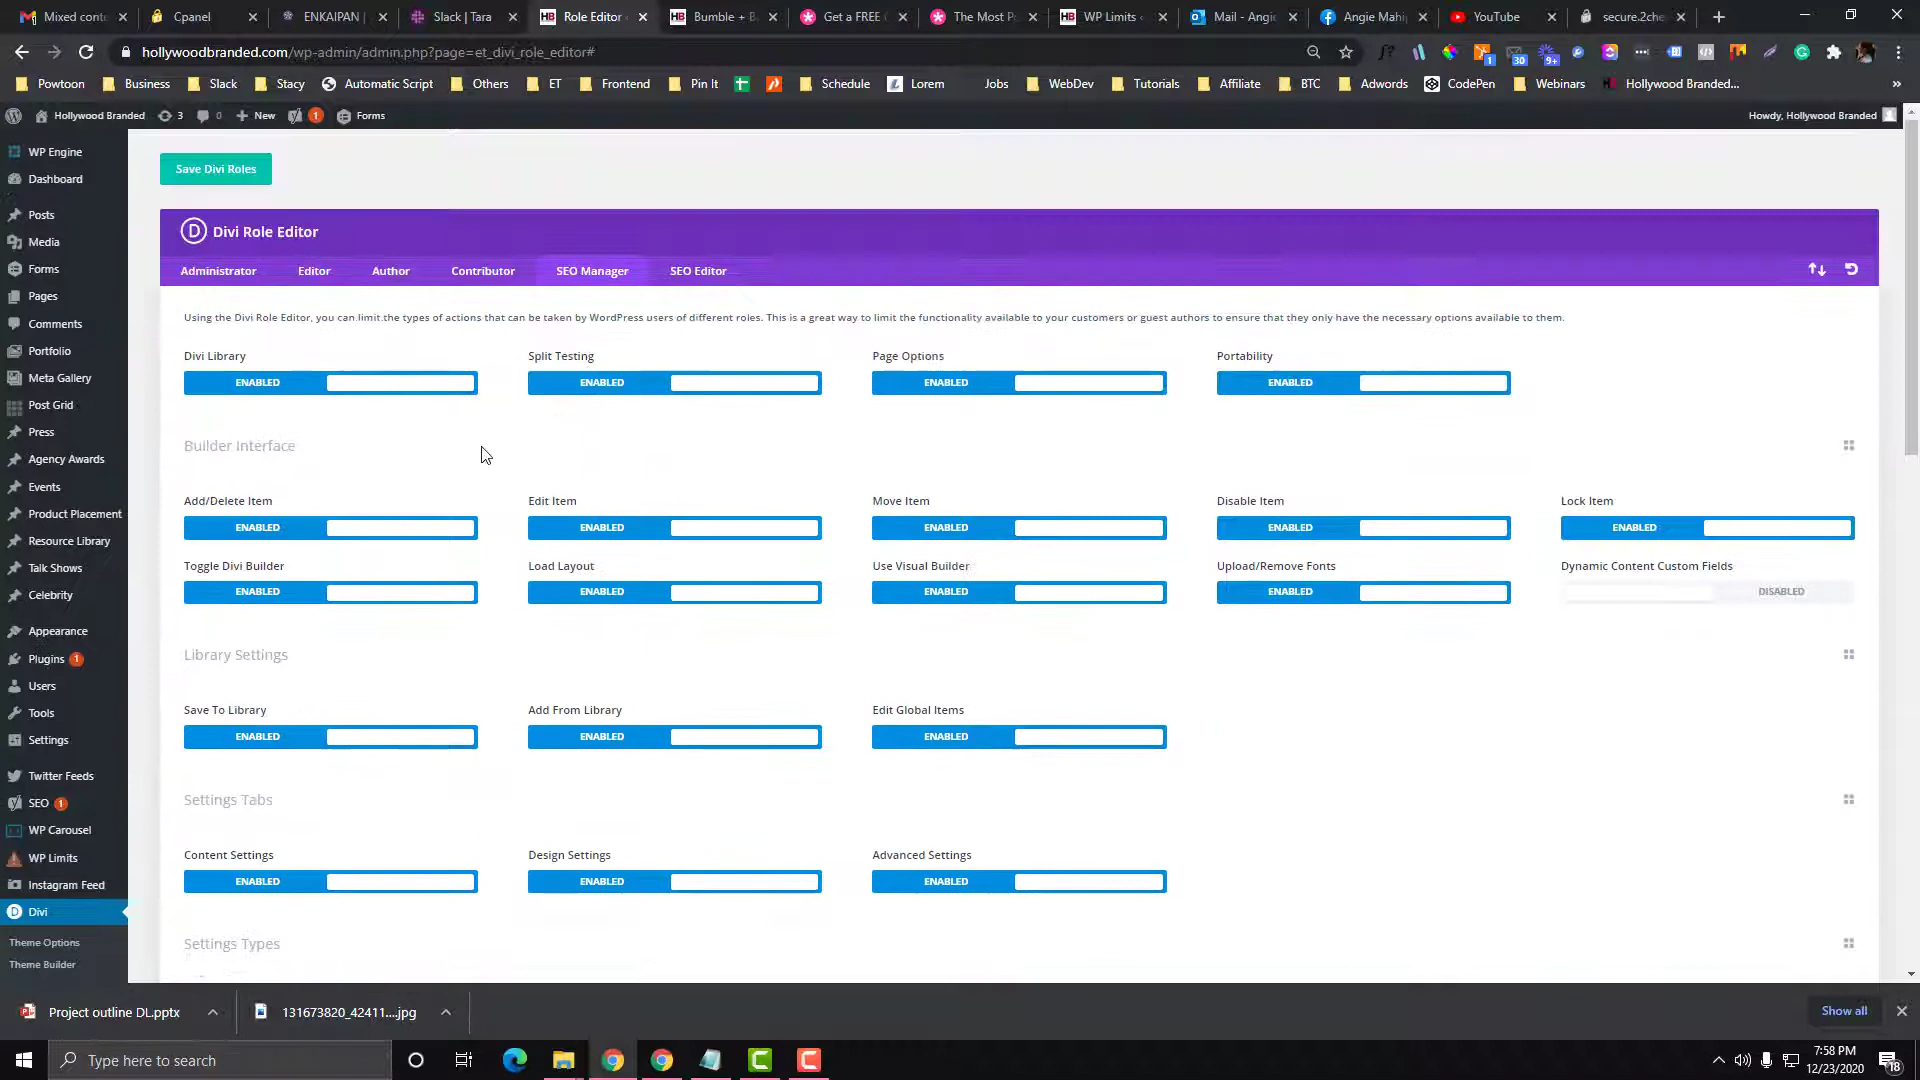 Mixed conte
Cpanel
ENKAIPAN |
Slack | Tara
Role Editor
Bumble + B
Get a FREE
The Most P
WP Limits
Mail - Angie
Angie Mahip
YouTube
secure.2che
hollywoodbranded.com/wp-admin/admin.php?page=et_divi_role_editor#
Powtoon
Business
Slack
Stacy
Automatic Script
Others
ET
Frontend
Pin It
Schedule
Lorem
Jobs
WebDev
Tutorials
Affiliate
BTC
Adwords
CodePen
Webinars
Hollywood Branded...
Hollywood Branded
3
0
New
1
Forms
Howdy, Hollywood Branded
WP Engine
Dashboard
Posts
Media
Forms
Pages
Comments
Portfolio
Meta Gallery
Post Grid
Press
Agency Awards
Events
Product Placement
Resource Library
Talk Shows
Celebrity
Appearance
Plugins 1
Users
Tools
Settings
Twitter Feeds
SEO 1
WP Carousel
WP Limits
Instagram Feed
Divi
Theme Options
Theme Builder
Save Divi Roles
Divi Role Editor
Administrator
Editor
Author
Contributor
SEO Manager
SEO Editor
Using the Divi Role Editor, you can limit the types of actions that can be taken by WordPress users of different roles. This is a great way to limit the functionality available to your customers or guest authors to ensure that they only have the necessary options available to them.
Divi Library
Split Testing
Page Options
Portability
ENABLED
ENABLED
ENABLED
ENABLED
Builder Interface
Add/Delete Item
Edit Item
Move Item
Disable Item
Lock Item
ENABLED
ENABLED
ENABLED
ENABLED
ENABLED
Toggle Divi Builder
Load Layout
Use Visual Builder
Upload/Remove Fonts
Dynamic Content Custom Fields
ENABLED
ENABLED
ENABLED
ENABLED
DISABLED
Library Settings
Save To Library
Add From Library
Edit Global Items
ENABLED
ENABLED
ENABLED
Settings Tabs
Content Settings
Design Settings
Advanced Settings
ENABLED
ENABLED
ENABLED
Settings Types
Project outline DL.pptx
131673820_42411....jpg
Show all
Type here to search
7:58 PM
12/23/2020
18